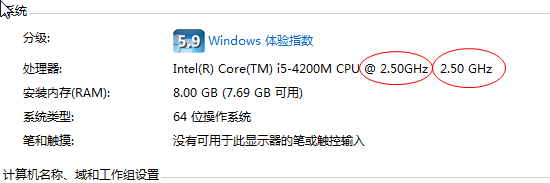 系统
分级:
5.9 Windows 体验指数
处理器: Intel(R) Core(TM) i5-4200M CPU @ 2.50GHz 2.50 GHz
安装内存(RAM): 8.00 GB (7.69 GB 可用)
系统类型: 64 位操作系统
笔和触摸: 没有可用于此显示器的笔或触控输入
计算机名称、域和工作组设置